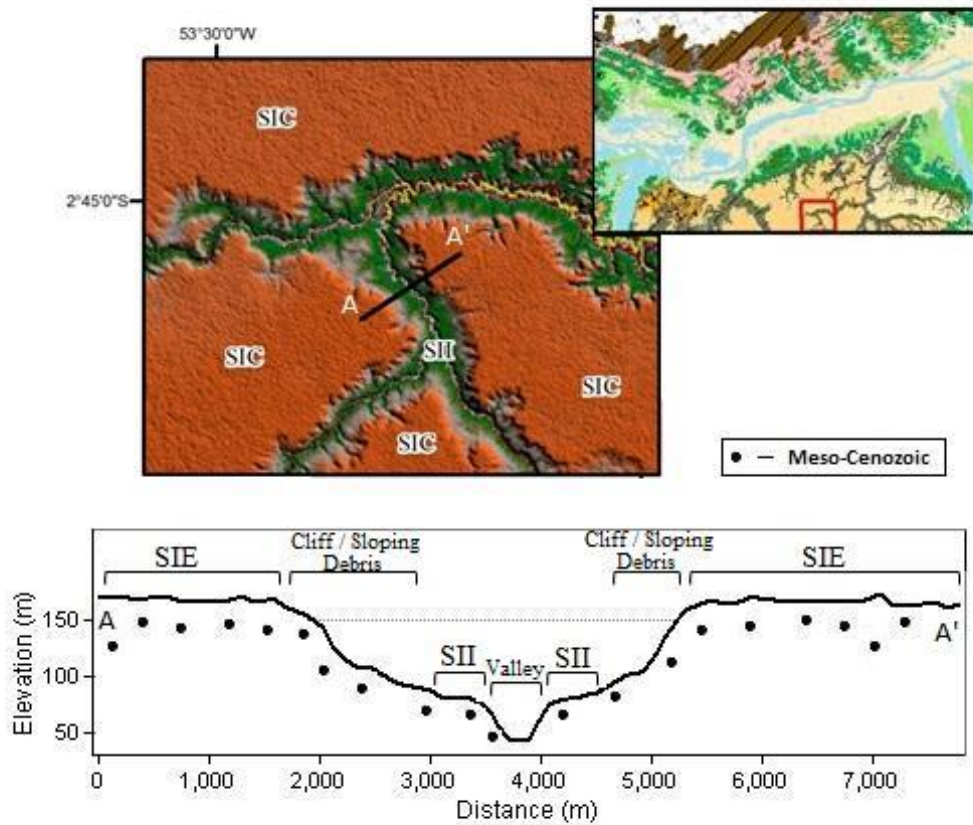 53°30'0"W
SIC
2°45'0"S
A'
A
SII
SIC
SIC
SIC
● — Meso-Cenozoic
Cliff / Sloping
Debris
Cliff / Sloping
Debris
SIE
SIE
A
A'
SII
Valley
SII
Elevation (m)
150
100
50
0
1,000
2,000
3,000
4,000
5,000
6,000
7,000
Distance (m)